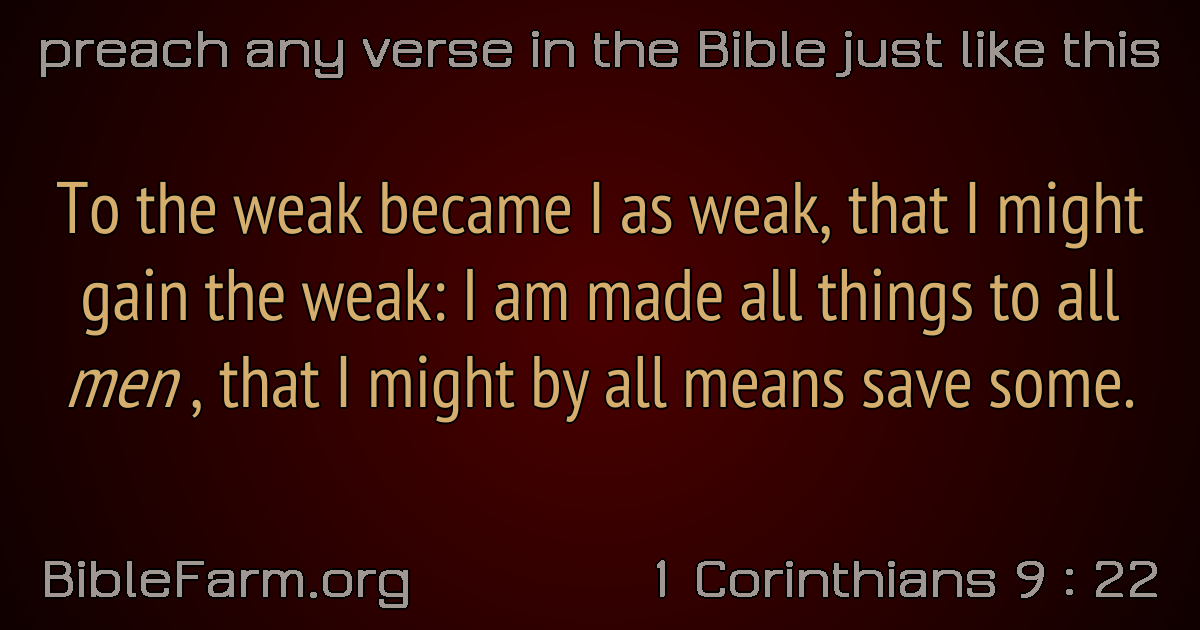 preach any verse in the Bible just like this
To the weak became I as weak, that I might
gain the weak: I am made all things to all
men , that I might by all means save some.
BibleFarm.org
1 Corinthians 9 : 22